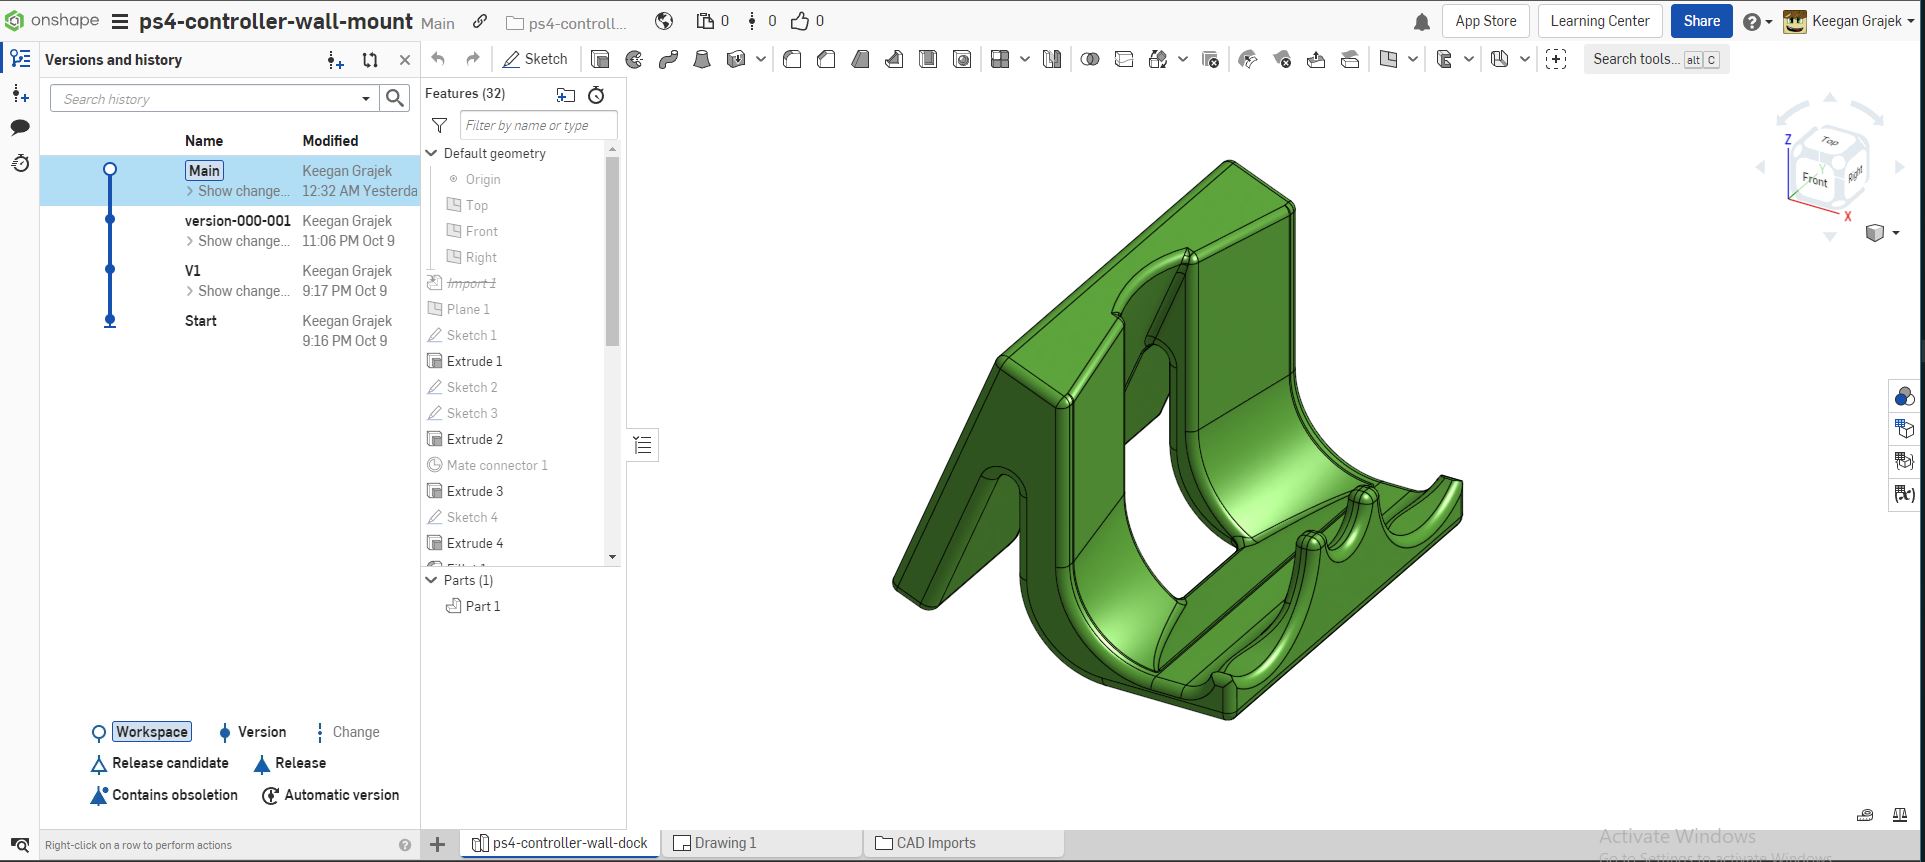 onshape
ps4-controller-wall-mount Main
ps4-controll...
0
0
0
App Store
Learning Center
Share
Keegan Grajek
Versions and history
Sketch
Search tools... alt C
Search history
Name Modified
Main Keegan Grajek
Show change... 12:32 AM Yesterda
version-000-001 Keegan Grajek
Show change... 11:06 PM Oct 9
V1 Keegan Grajek
Show change... 9:17 PM Oct 9
Start Keegan Grajek
9:16 PM Oct 9
Workspace Version Change
Release candidate Release
Contains obsoletion Automatic version
Right-click on a row to perform actions
Features (32)
Filter by name or type
Default geometry
Origin
Top
Front
Right
Import 1
Plane 1
Sketch 1
Extrude 1
Sketch 2
Sketch 3
Extrude 2
Mate connector 1
Extrude 3
Sketch 4
Extrude 4
Parts (1)
Part 1
Z
Top
Y
Front
Right
X
ps4-controller-wall-dock
Drawing 1
CAD Imports
Activate Windows
Go to Settings to activate Windows.